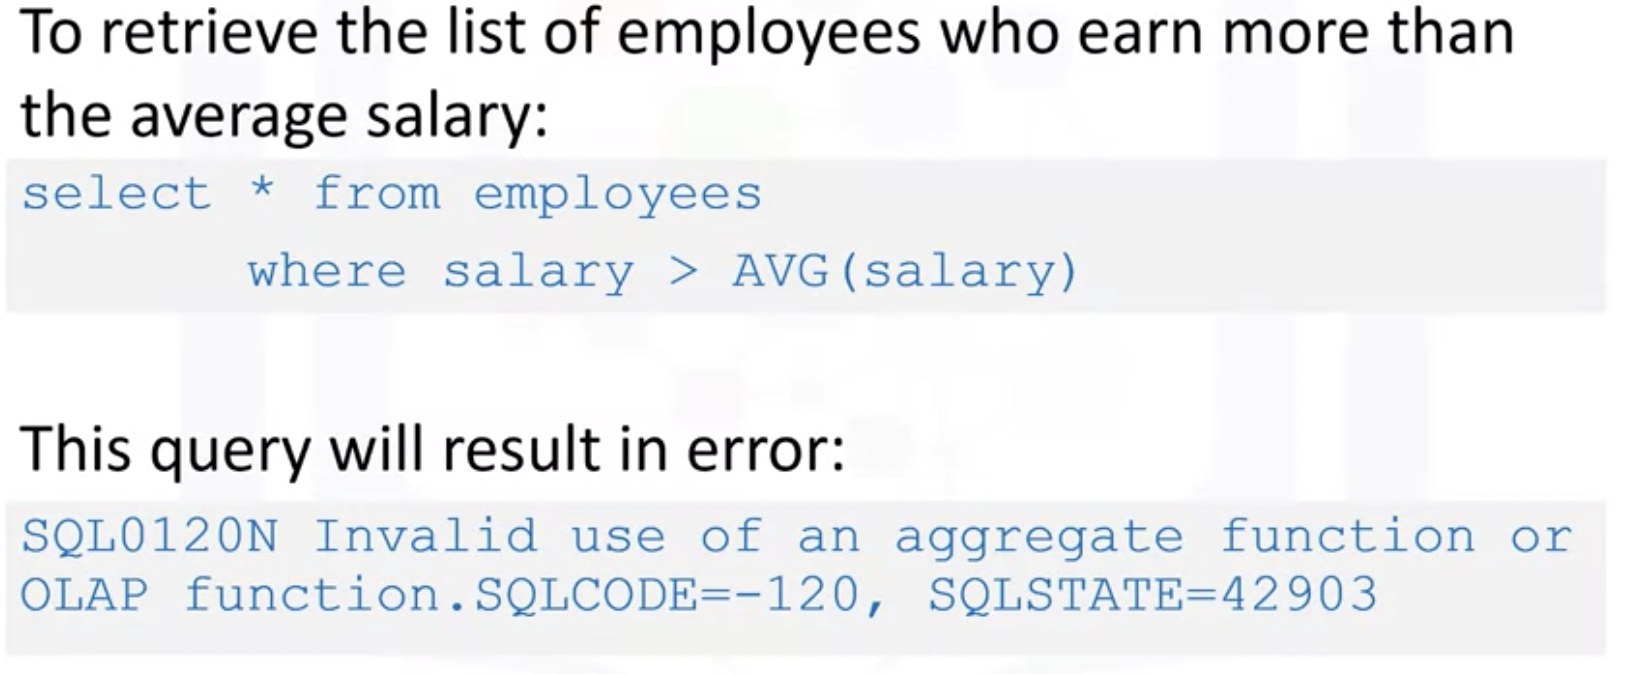 To retrieve the list of employees who earn more than
the average salary:
select * from employees
where salary > AVG(salary)
This query will result in error:
SQL0120N Invalid use of an aggregate function or
OLAP function.SQLCODE=-120, SQLSTATE=42903